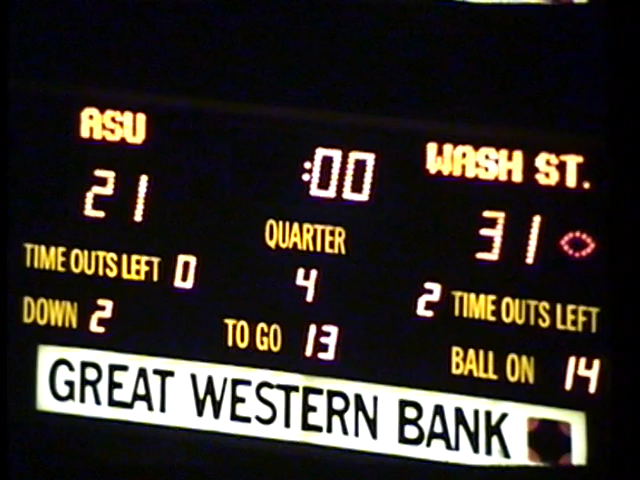 ASU
:00
WASH ST.
21
31
QUARTER
4
TIME OUTS LEFT 0
2 TIME OUTS LEFT
DOWN 2
TO GO 13
BALL ON 14
GREAT WESTERN BANK